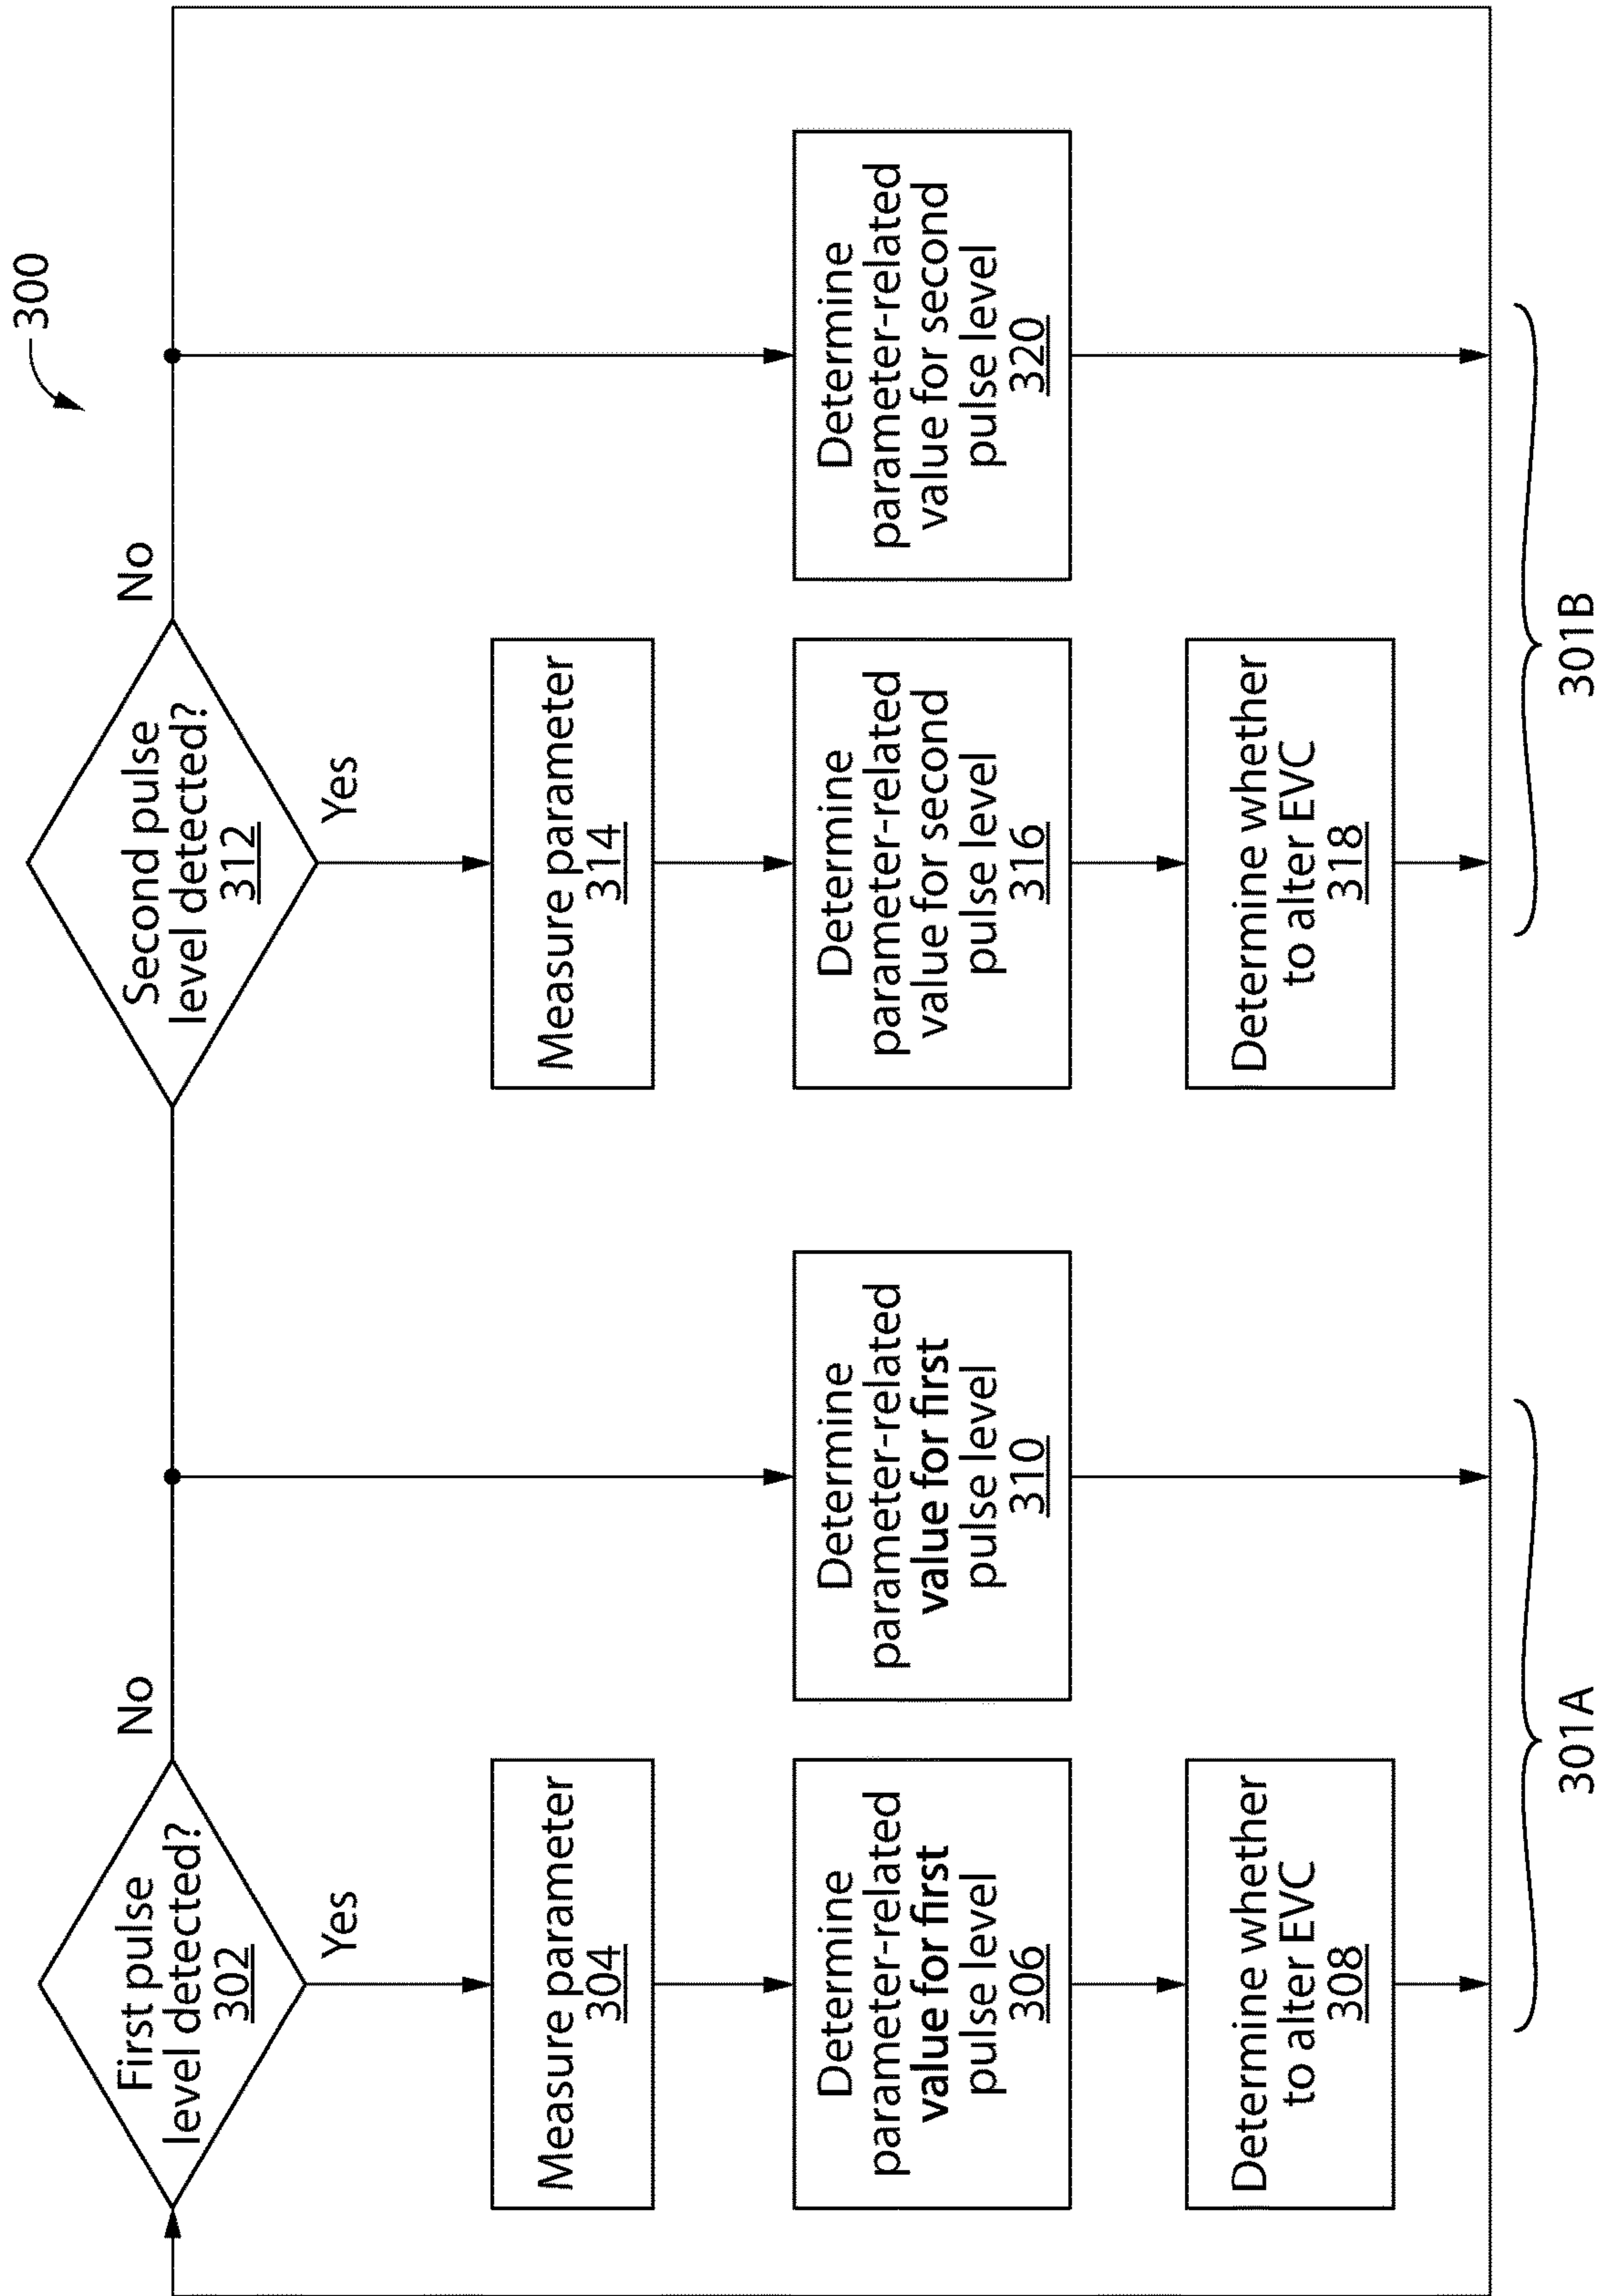 300
First pulse
level detected?
302
No
Yes
Measure parameter
304
Determine
parameter-related
value for first
pulse level
306
Determine whether
to alter EVC
308
Determine
parameter-related
value for first
pulse level
310
301A
Second pulse
level detected?
312
No
Yes
Measure parameter
314
Determine
parameter-related
value for second
pulse level
316
Determine whether
to alter EVC
318
Determine
parameter-related
value for second
pulse level
320
301B